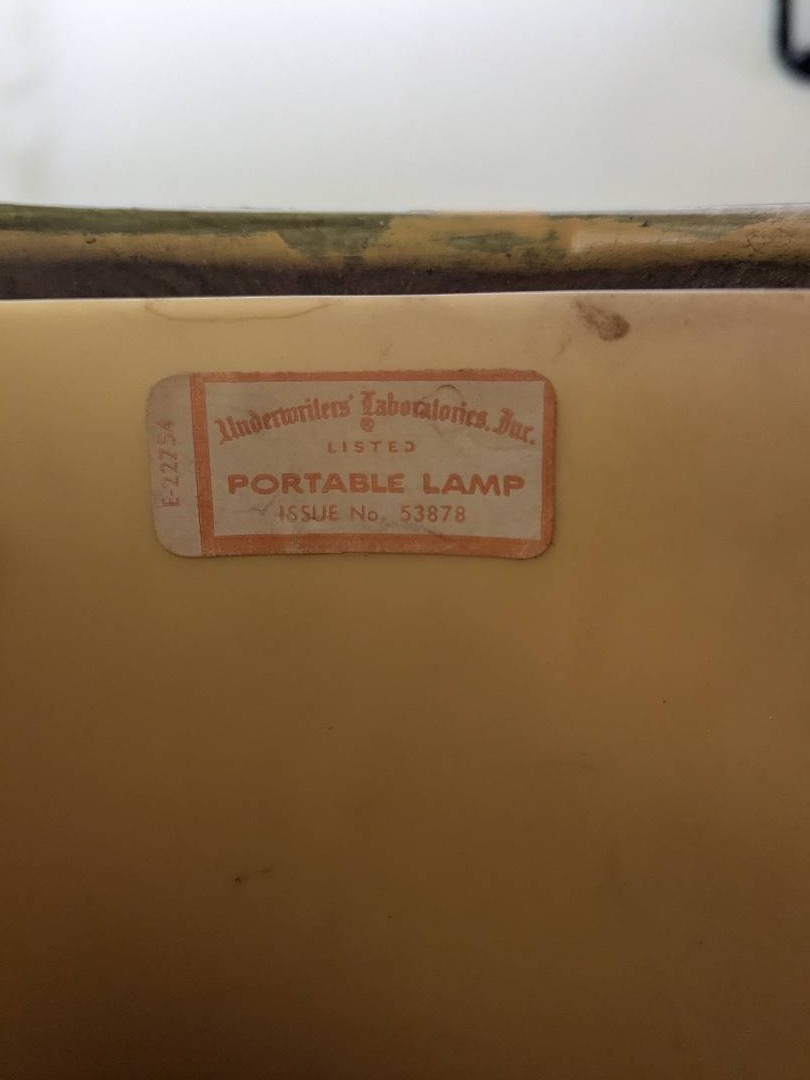 Underwriters' Laboratories, Inc.
®
LISTED
PORTABLE LAMP
ISSUE No. 53878
E-22754